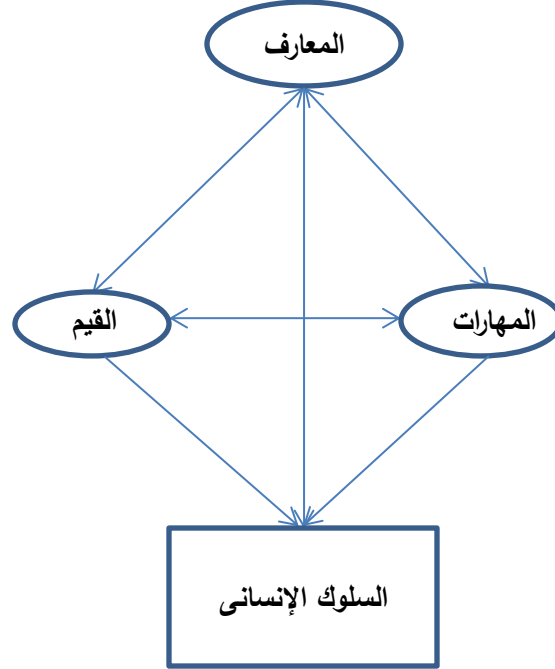 المعارف
المهارات
القيم
السلوك الإنسانى